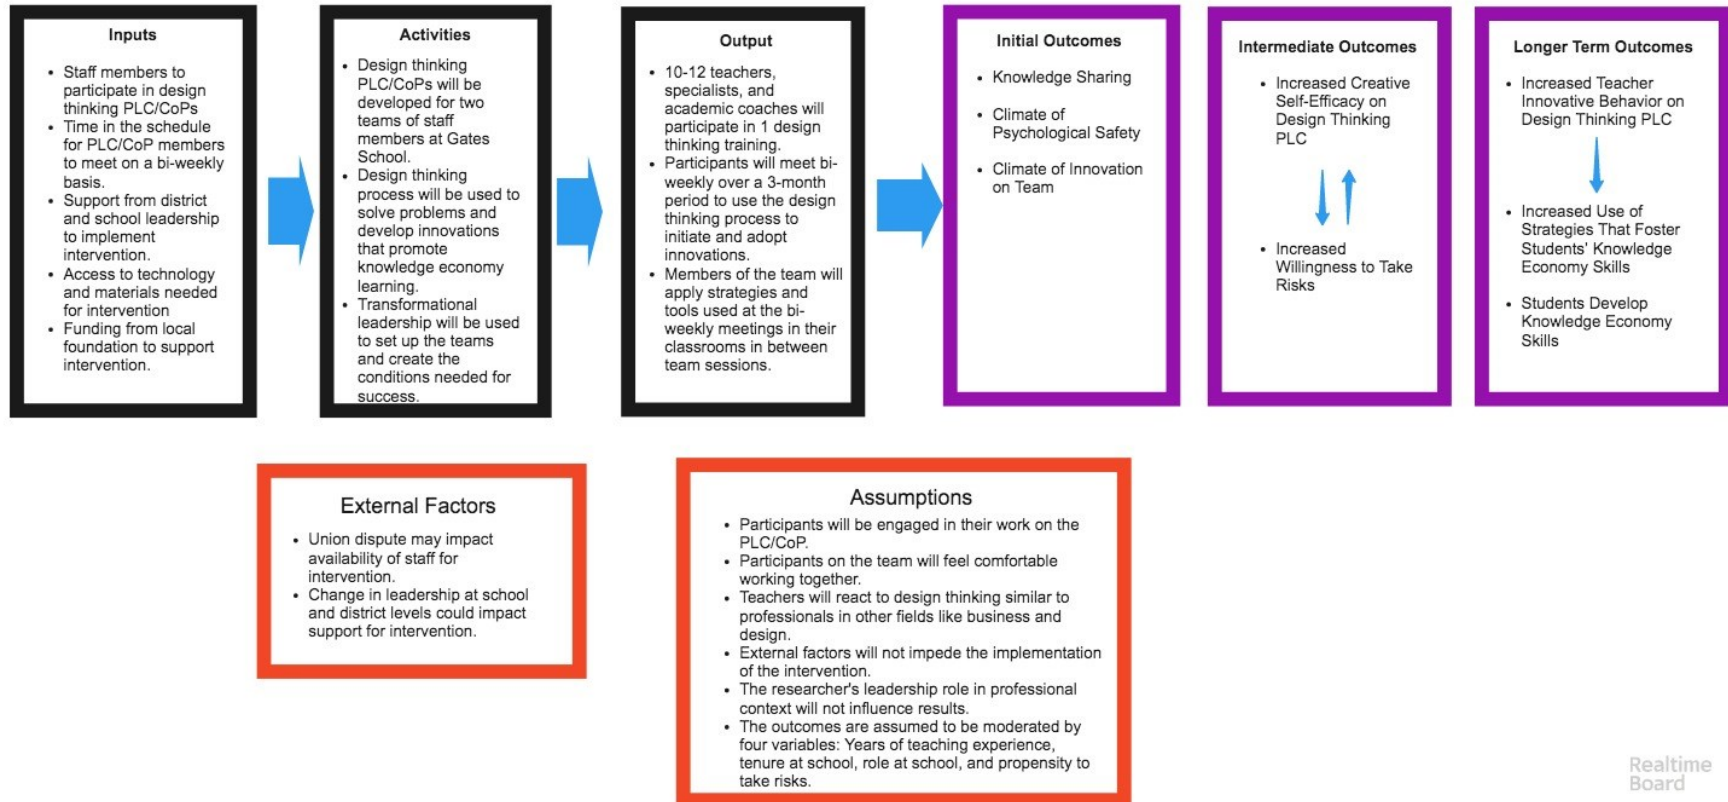 Inputs
• Staff members to
participate in design
thinking PLC/CoPs
• Time in the schedule
for PLC/CoP members
to meet on a bi-weekly
basis.
• Support from district
and school leadership
to implement
intervention.
• Access to technology
and materials needed
for intervention
• Funding from local
foundation to support
intervention.
Activities
• Design thinking
PLC/CoPs will be
developed for two
teams of staff
members at Gates
School.
• Design thinking
process will be used to
solve problems and
develop innovations
that promote
knowledge economy
learning.
• Transformational
leadership will be used
to set up the teams
and create the
conditions needed for
success.
Output
• 10-12 teachers,
specialists, and
academic coaches will
participate in 1 design
thinking training.
• Participants will meet bi-
weekly over a 3-month
period to use the design
thinking process to
initiate and adopt
innovations.
• Members of the team will
apply strategies and
tools used at the bi-
weekly meetings in their
classrooms in between
team sessions.
Initial Outcomes
• Knowledge Sharing
• Climate of
Psychological Safety
• Climate of Innovation
on Team
Intermediate Outcomes
• Increased Creative
Self-Efficacy on
Design Thinking
PLC
• Increased
Willingness to Take
Risks
Longer Term Outcomes
• Increased Teacher
Innovative Behavior on
Design Thinking PLC
• Increased Use of
Strategies That Foster
Students' Knowledge
Economy Skills
• Students Develop
Knowledge Economy
Skills
External Factors
• Union dispute may impact
availability of staff for
intervention.
• Change in leadership at school
and district levels could impact
support for intervention.
Assumptions
• Participants will be engaged in their work on the
PLC/CoP.
• Participants on the team will feel comfortable
working together.
• Teachers will react to design thinking similar to
professionals in other fields like business and
design.
• External factors will not impede the implementation
of the intervention.
• The researcher's leadership role in professional
context will not influence results.
• The outcomes are assumed to be moderated by
four variables: Years of teaching experience,
tenure at school, role at school, and propensity to
take risks.
Realtime
Board